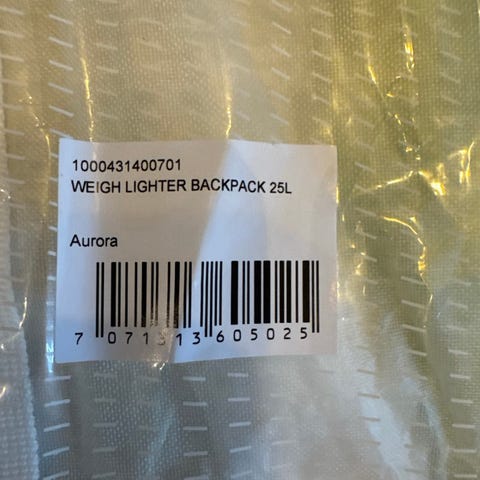 1000431400701
WEIGH LIGHTER BACKPACK 25L
Aurora
7 071313 605025